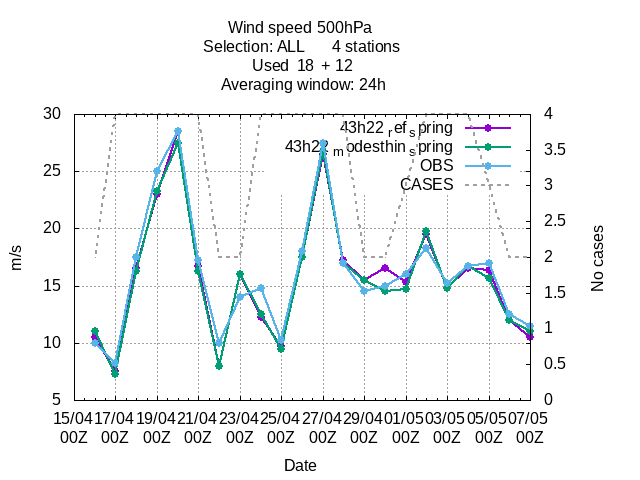 Wind speed 500hPa
Selection: ALL 4 stations
Used 18 + 12
Averaging window: 24h
43h22_ref_spring
43h22_modesthin_spring
OBS
CASES
30
25
20
15
10
5
m/s
4
3.5
3
2.5
2
1.5
1
0.5
0
No cases
15/04 17/04 19/04 21/04 23/04 25/04 27/04 29/04 01/05 03/05 05/05 07/05
00Z 00Z 00Z 00Z 00Z 00Z 00Z 00Z 00Z 00Z 00Z 00Z
Date